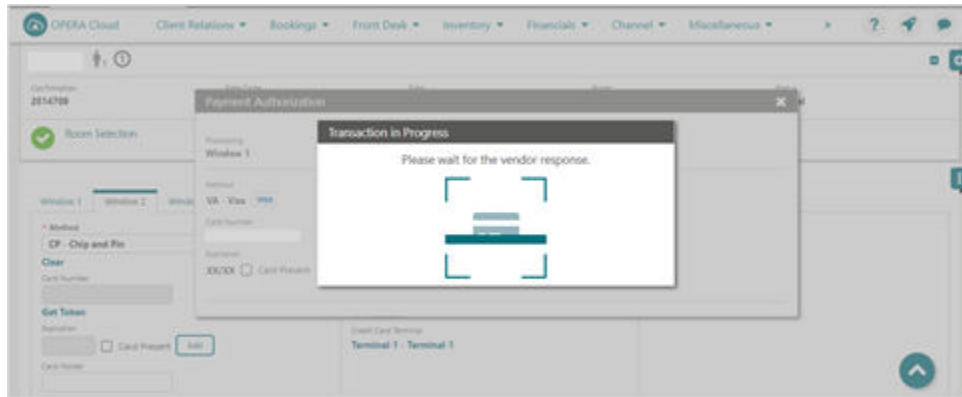 OPERA Cloud Client Relations Bookings Front Desk Inventory Financials Channel Miscellaneous ?
1
Confirmation
2014709
Payment Authorization
Room Selection
Transaction in Progress
Please wait for the vendor response.
Processing
Window 1
Method
VA - Visa VISA
Card Number
Expiration
XX/XX Card Present
Window 1 Window 2
* Method
CP - Chip and Pin
Clear
Card Number
Get Token
Expiration
Card Present Add
Card Holder
Credit Card Terminal
Terminal 1 - Terminal 1